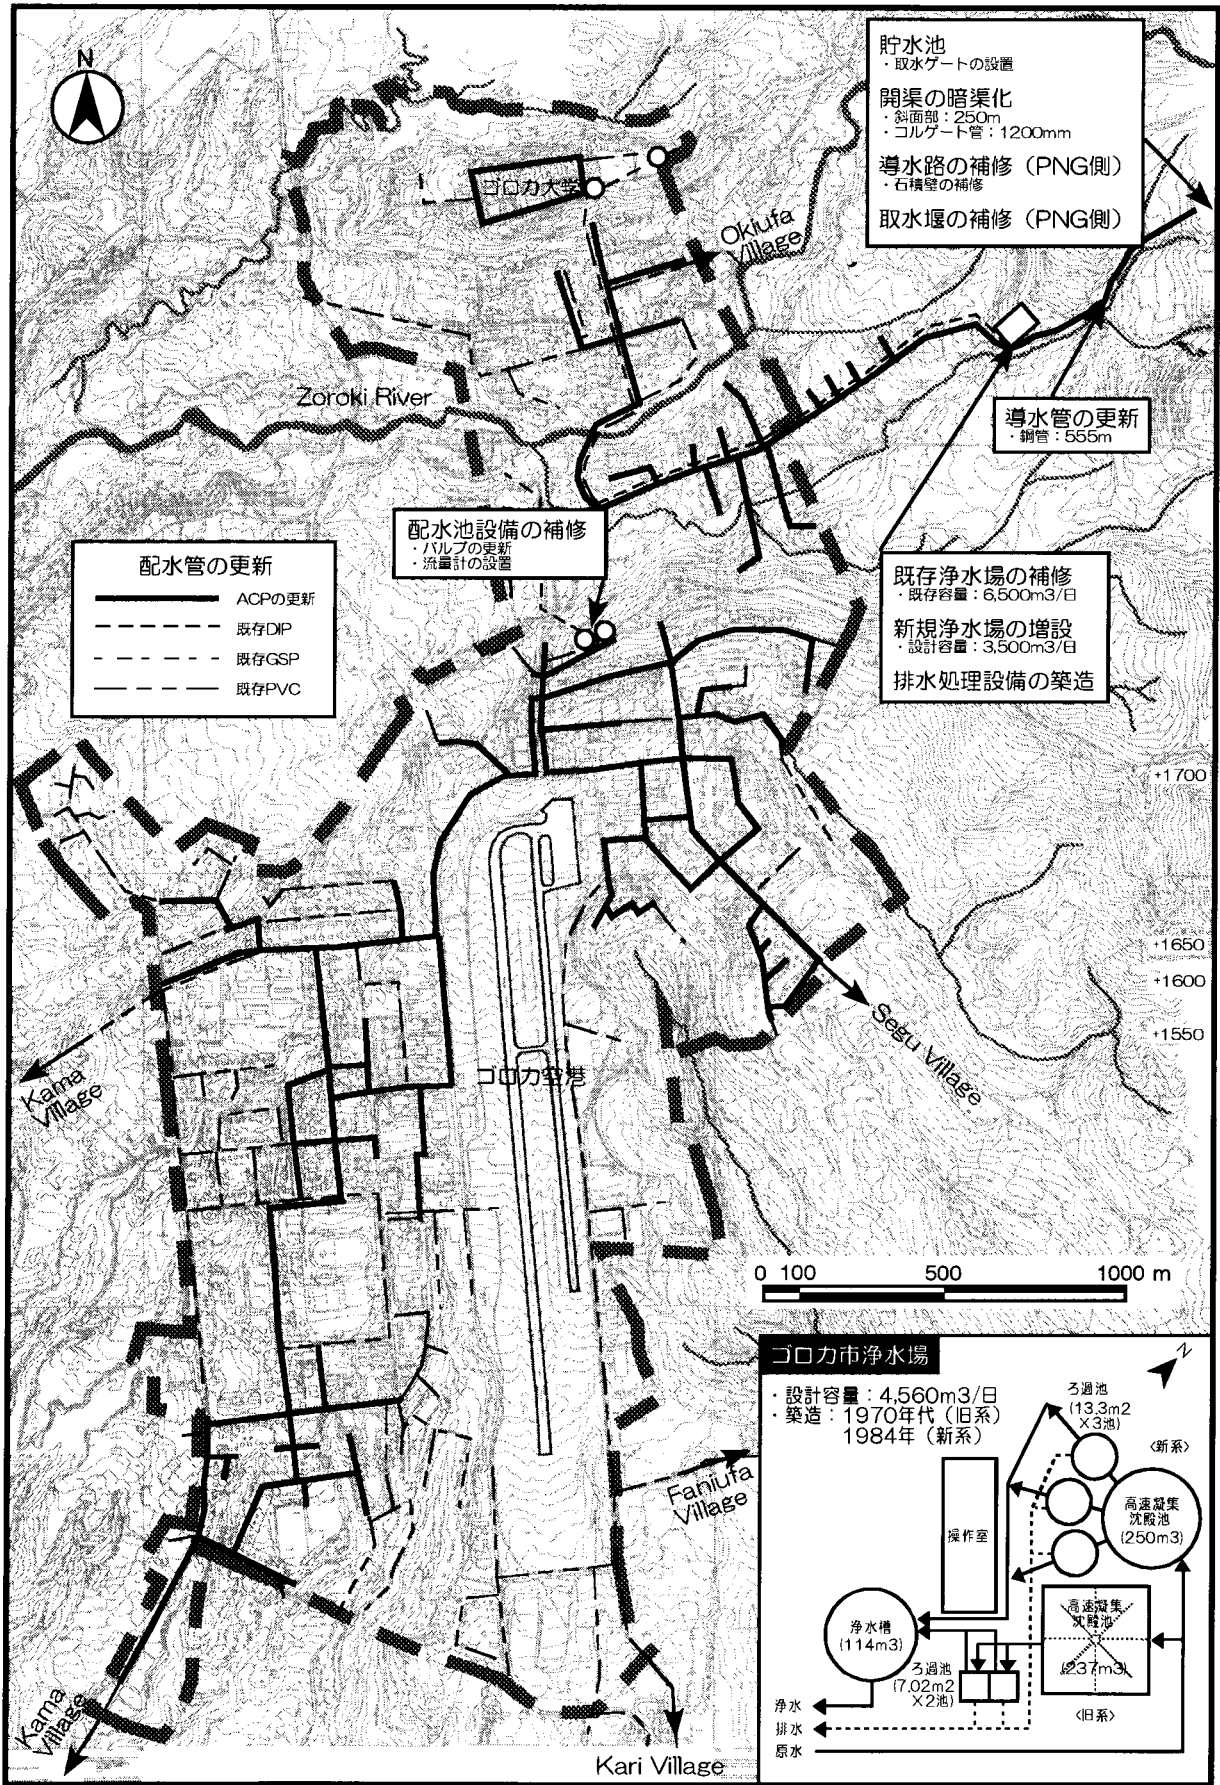 N
貯水池
・取水ゲートの設置
開渠の暗渠化
・斜面部：250m
・コルゲート管：1200mm
導水路の補修（PNG側）
・石積壁の補修
取水堰の補修（PNG側）
ゴロカ大学
Okiufa
Village
Zoroki River
導水管の更新
・鋼管：555m
配水池設備の補修
・バルブの更新
・流量計の設置
配水管の更新
ACPの更新
既存DIP
既存GSP
既存PVC
既存浄水場の補修
・既存容量：6,500m3/日
新規浄水場の増設
・設計容量：3,500m3/日
排水処理設備の築造
+1700
+1650
+1600
+1550
Segu Village
Kama
Village
ゴロカ空港
0 100 500 1000 m
Faniufa
Village
Kama
Village
Kari Village
ゴロカ市浄水場
・設計容量：4,560m3/日
・築造：1970年代（旧系）
1984年（新系）
N
ろ過池
(13.3m2
×3池)
〈新系〉
高速凝集
沈殿池
(250m3)
操作室
高速凝集
沈殿池
(237m3)
浄水槽
(114m3)
ろ過池
(7.02m2
×2池)
〈旧系〉
浄水
排水
原水